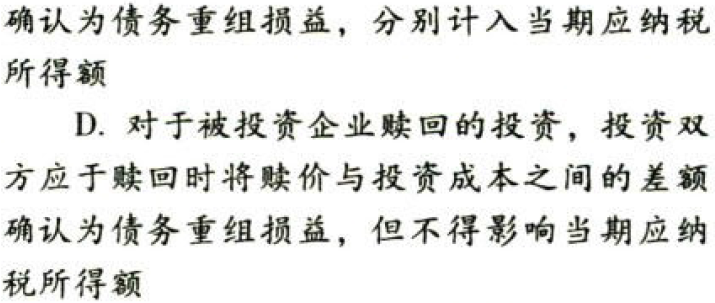 确认为债务重组损益，分别计入当期应纳税
所得额
D. 对于被投资企业赎回的投资，投资双
方应于赎回时将赎价与投资成本之间的差额
确认为债务重组损益，但不得影响当期应纳
税所得额